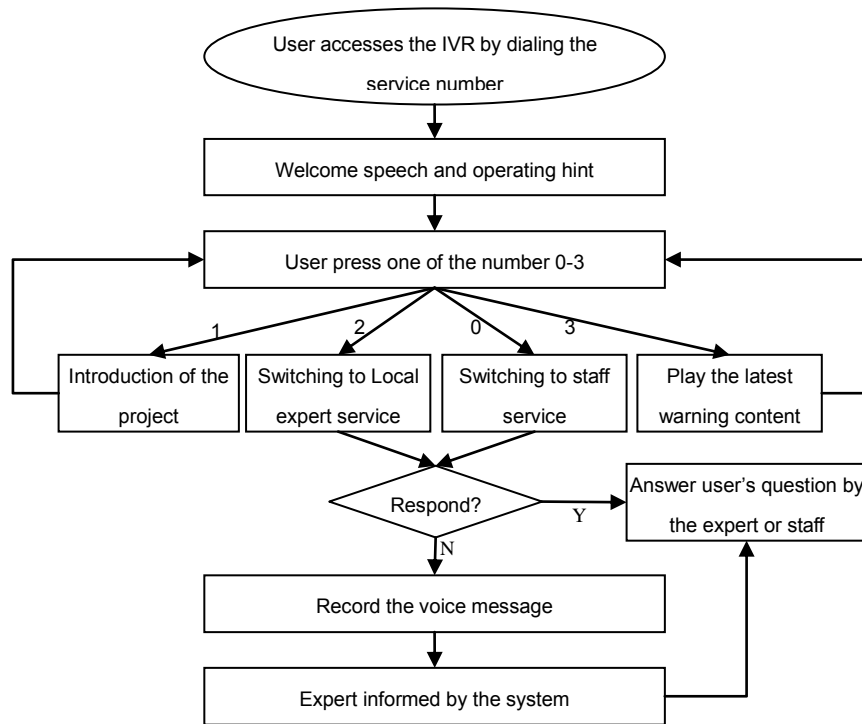 User accesses the IVR by dialing the
service number
Welcome speech and operating hint
User press one of the number 0-3
1
2
0
3
Introduction of the
project
Switching to Local
expert service
Switching to staff
service
Play the latest
warning content
Respond?
Y
Answer user's question by
the expert or staff
N
Record the voice message
Expert informed by the system